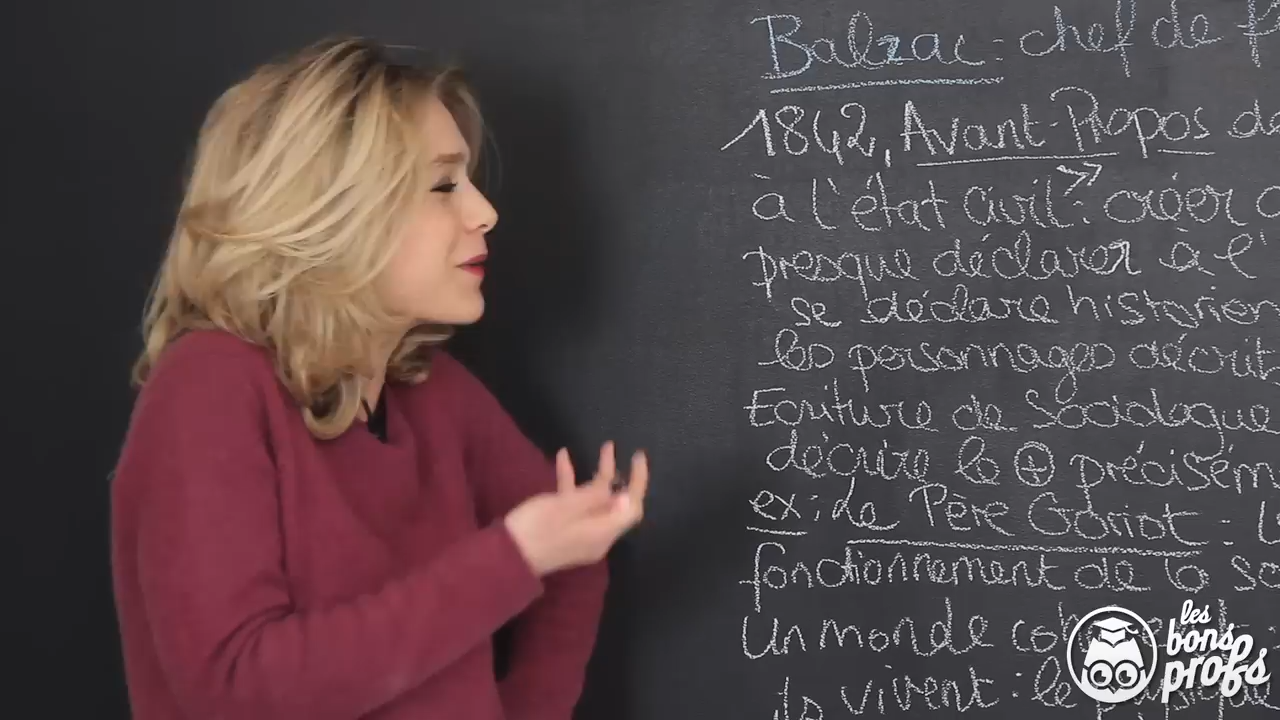 Balzac : chef de f
1842, Avant-Propos de
à l'état civil" : créer
presque déclarer à l'
se déclare historien
les personnages décrit
Ecriture de Sociologue
décrire le ⊕ précisém
ex : Le Père Goriot : L
fonctionnement de la so
Un monde
ils vivent : le
les
bons
profs